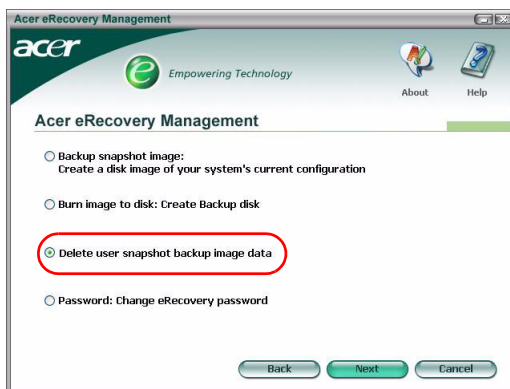 Acer eRecovery Management
acer
e Empowering Technology
About
Help
Acer eRecovery Management
Backup snapshot image:
Create a disk image of your system's current configuration
Burn image to disk: Create Backup disk
Delete user snapshot backup image data
Password: Change eRecovery password
Back
Next
Cancel